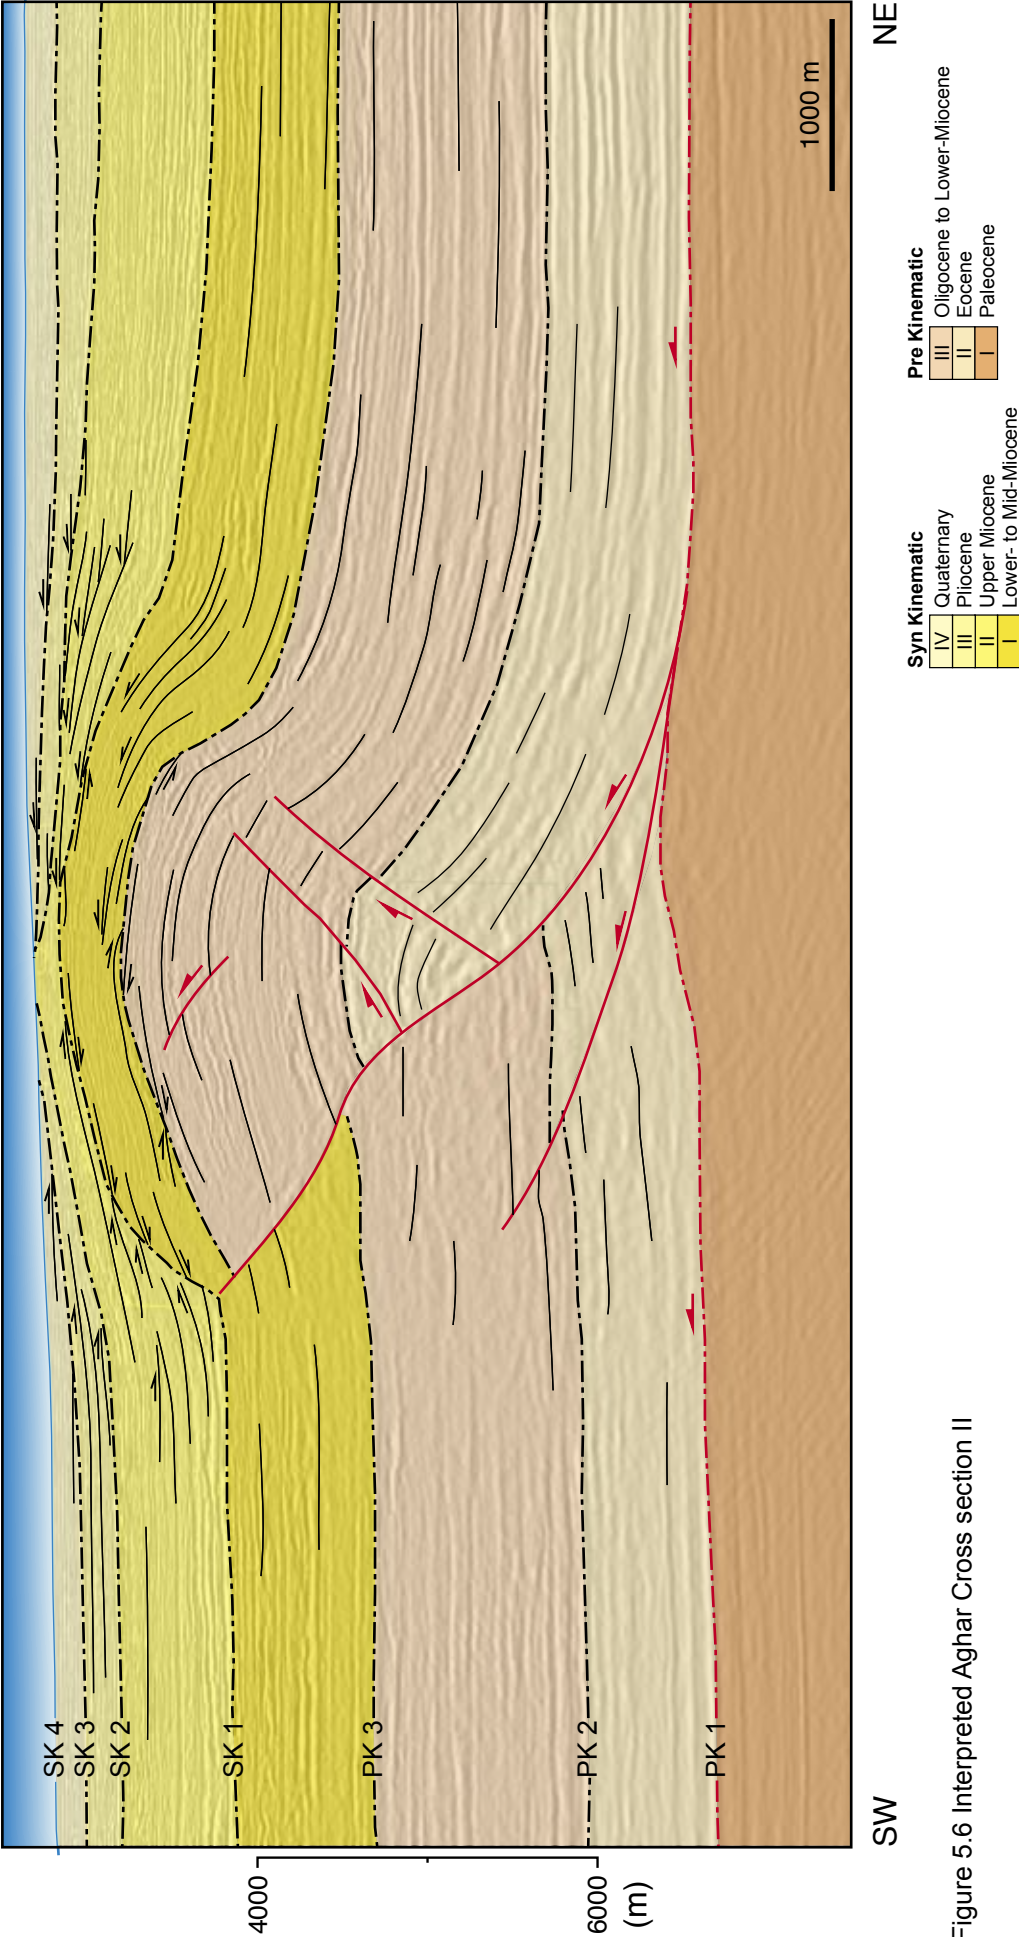 SK 4
SK 3
SK 2
SK 1
PK 3
PK 2
PK 1
4000
6000
(m)
1000 m
SW
NE
Syn Kinematic
IV Quaternary
III Pliocene
II Upper Miocene
I Lower- to Mid-Miocene
Pre Kinematic
III Oligocene to Lower-Miocene
II Eocene
I Paleocene
Figure 5.6 Interpreted Aghar Cross section II